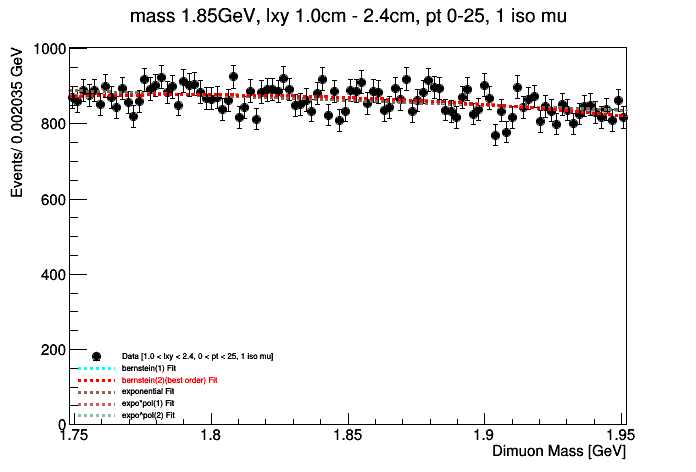 mass 1.85GeV, lxy 1.0cm - 2.4cm, pt 0-25, 1 iso mu
Events/ 0.002035 GeV
1000
800
600
400
200
0
Data [1.0 < lxy < 2.4, 0 < pt < 25, 1 iso mu]
bernstein(1) Fit
bernstein(2)(best order) Fit
exponential Fit
expo*pol(1) Fit
expo*pol(2) Fit
1.75 1.8 1.85 1.9 1.95
Dimuon Mass [GeV]